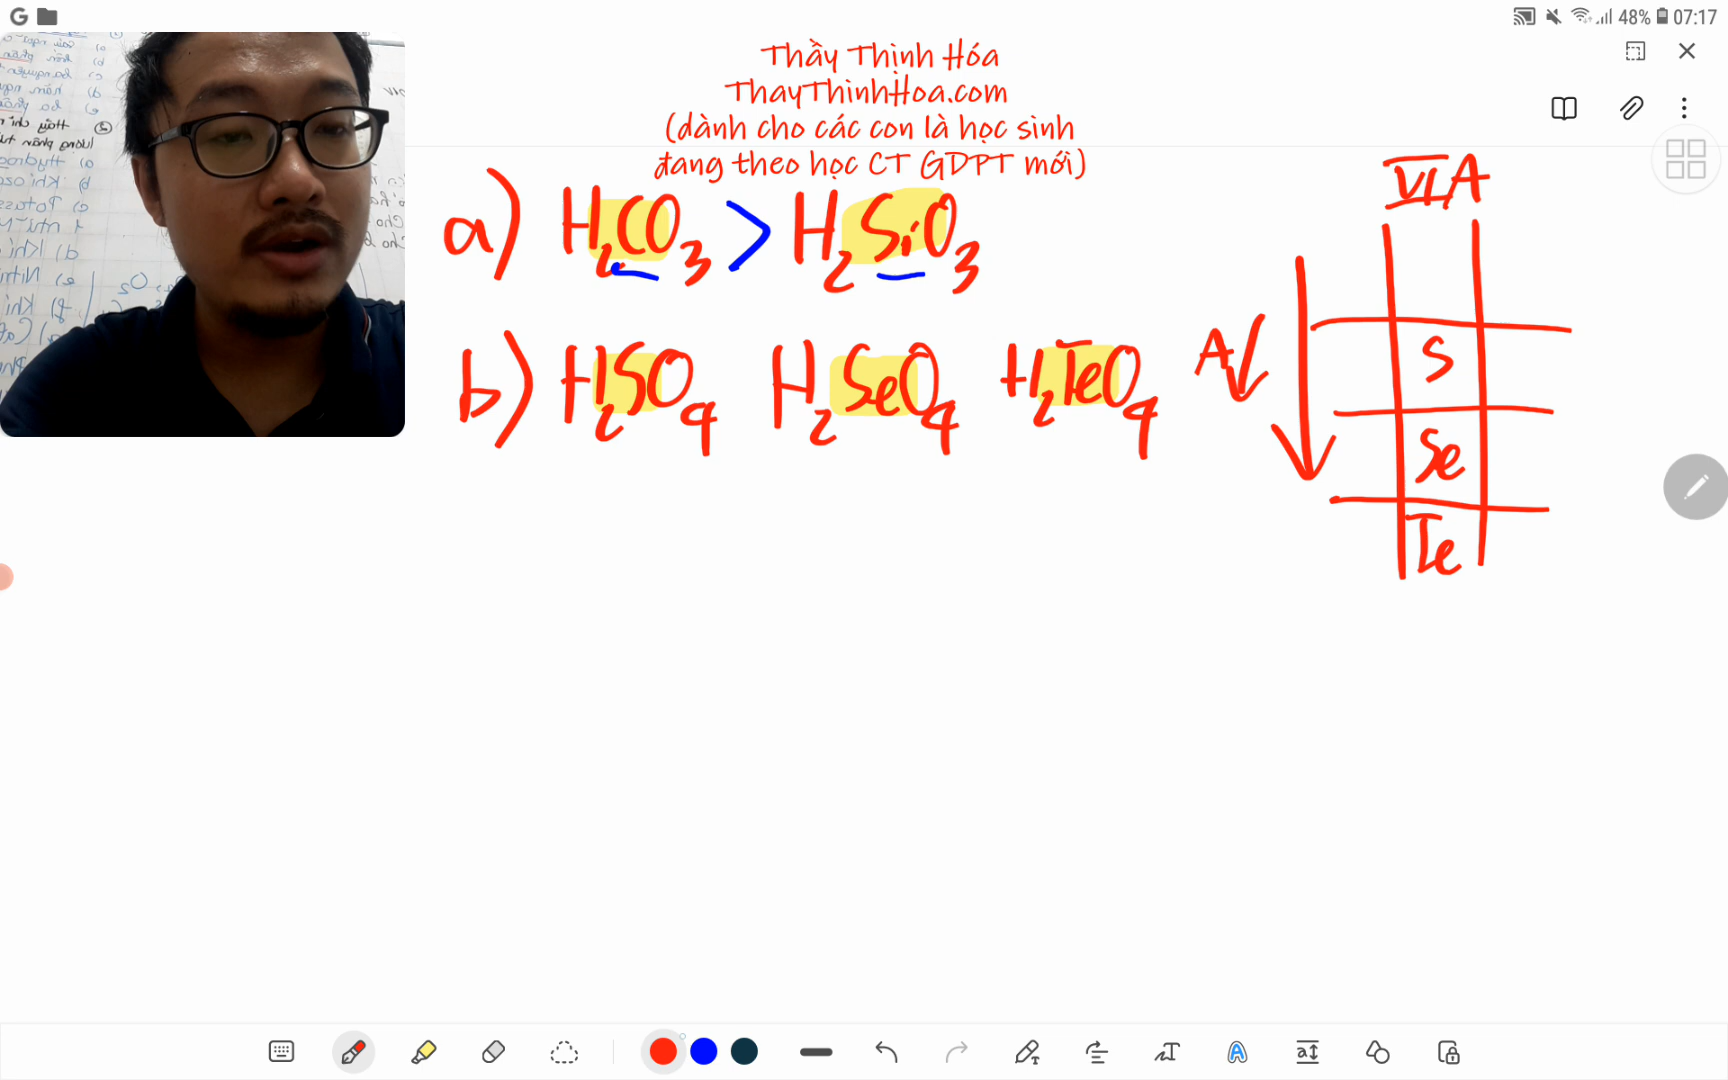 G 48% 07:17
Thầy Thịnh Hóa
ThayThinhHoa.com
(dành cho các con là học sinh
đang theo học CT GDPT mới)
VIA
a) H₂CO₃ > H₂SiO₃
b) H₂SO₄ H₂SeO₄ H₂TeO₄
A↓
S
Se
Te